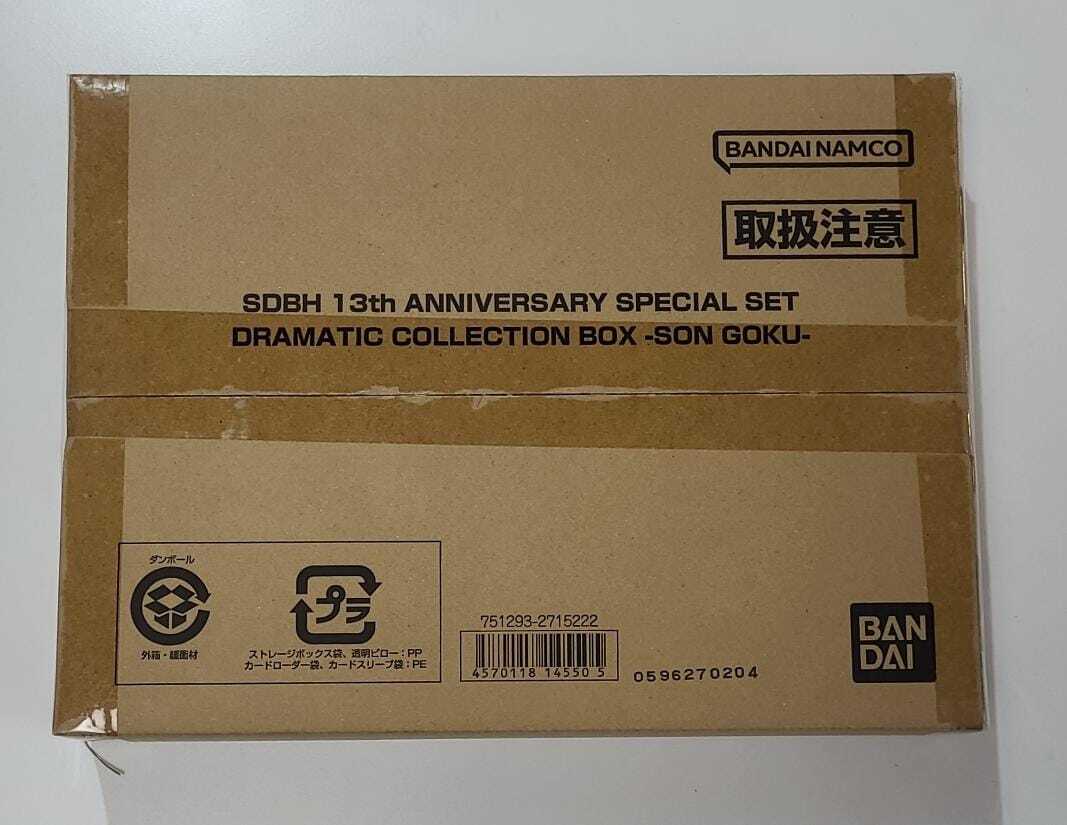 BANDAI NAMCO
取扱注意
SDBH 13th ANNIVERSARY SPECIAL SET
DRAMATIC COLLECTION BOX -SON GOKU-
ダンボール
外箱・緩衝材
プラ
ストレージボックス袋、透明ピロー：PP
カードローダー袋、カードスリーブ袋：PE
751293-2715222
4570118 14550 5
0596270204
BAN
DAI